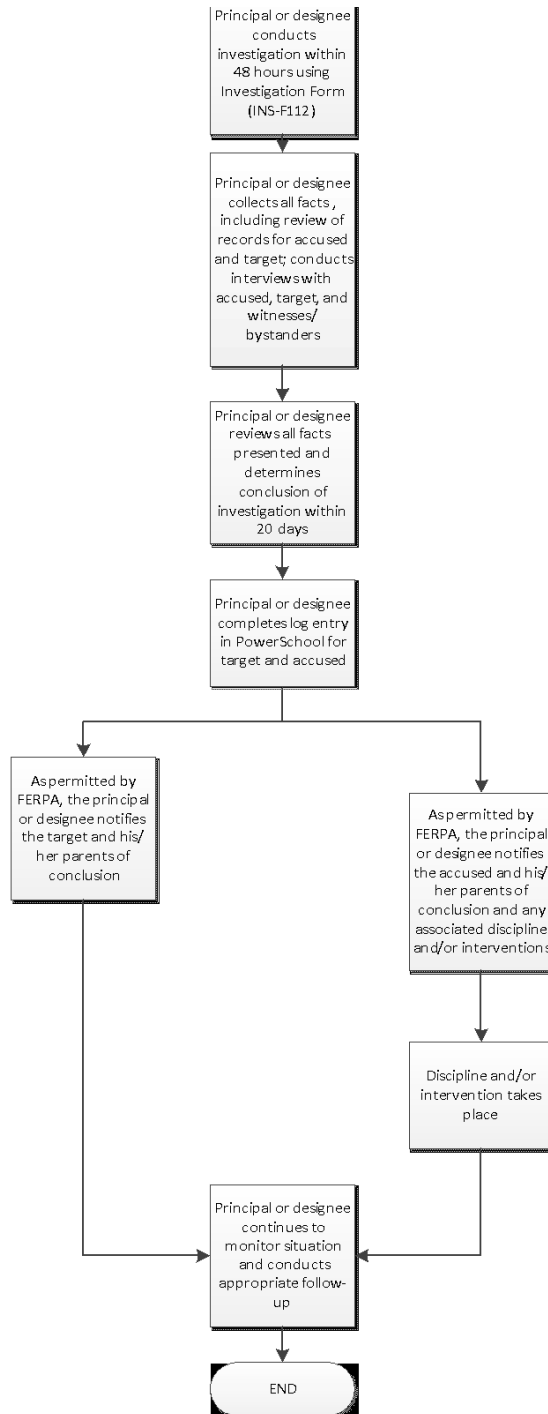 Principal or designee
conducts
investigation within
48 hours using
Investigation Form
(INS-F112)
Principal or designee
collects all facts ,
including review of
records for accused
and target; conducts
interviews with
accused, target, and
witnesses/
bystanders
Principal or designee
reviews all facts
presented and
determines
conclusion of
investigation within
20 days
Principal or designee
completes log entry
in PowerSchool for
target and accused
As permitted by
FERPA, the principal
or designee notifies
the target and his/
her parents of
conclusion
As permitted by
FERPA, the principal
or designee notifies
the accused and his/
her parents of
conclusion and any
associated discipline
and/or interventions
Discipline and/or
intervention takes
place
Principal or designee
continues to
monitor situation
and conducts
appropriate follow-
up
END